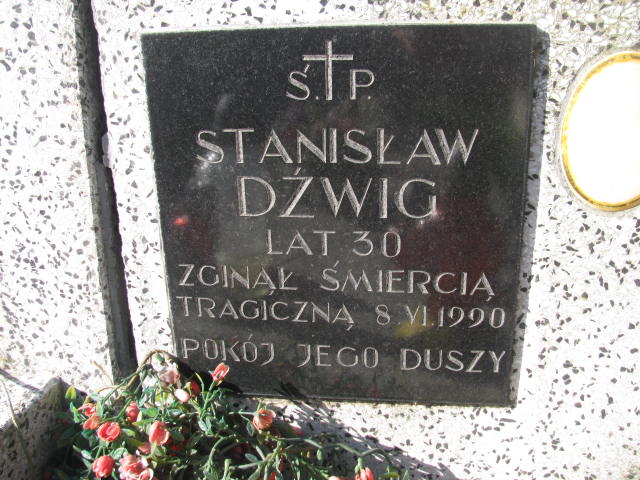 Ś.†P.
STANISŁAW
DŹWIG
LAT 30
ZGINĄŁ ŚMIERCIĄ
TRAGICZNĄ 8 VI.1990
POKÓJ JEGO DUSZY